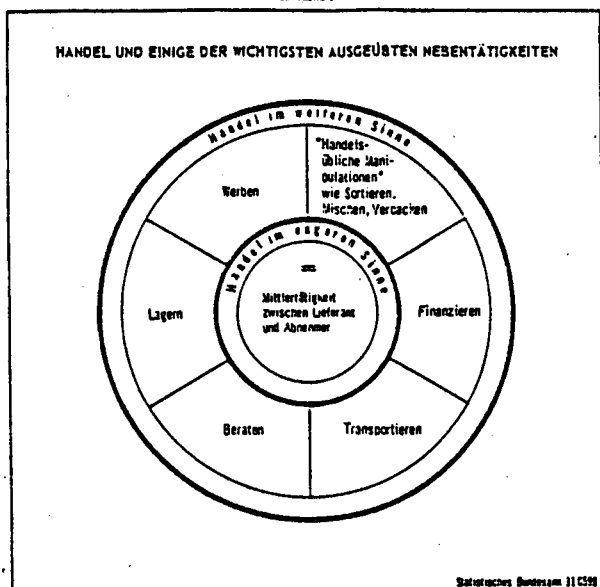 HANDEL UND EINIGE DER WICHTIGSTEN AUSGEÜBTEN NEBENTÄTIGKEITEN
Handel im weiteren Sinne
"Handels-
übliche Mani-
pulationen"
wie Sortieren,
Mischen, Verpacken
Werben
Handel im engeren Sinne
=
Mittlertätigkeit
zwischen Lieferant
und Abnehmer
Lagern
Finanzieren
Beraten
Transportieren
Statistisches Bundesamt